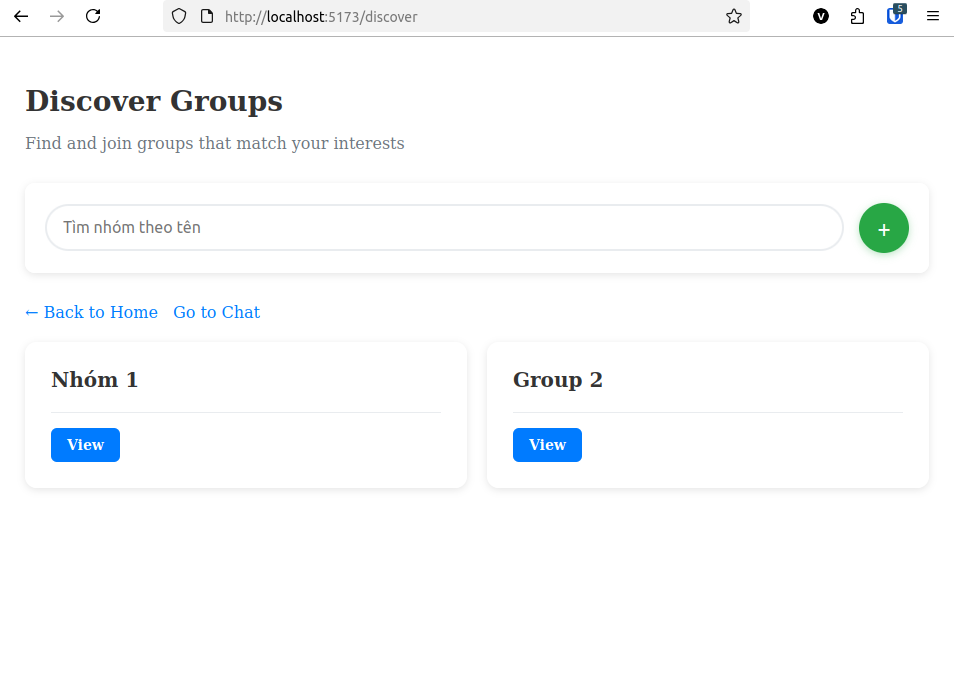 http://localhost:5173/discover
V
5
Discover Groups
Find and join groups that match your interests
Tìm nhóm theo tên
+
← Back to Home Go to Chat
Nhóm 1
View
Group 2
View